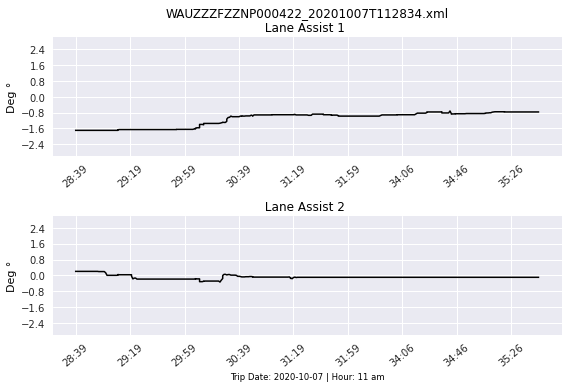 WAUZZZFZZNP000422_20201007T112834.xml
Lane Assist 1
Deg °
2.4
1.6
0.8
0.0
−0.8
−1.6
−2.4
28:39 29:19 29:59 30:39 31:19 31:59 34:06 34:46 35:26
Lane Assist 2
Deg °
2.4
1.6
0.8
0.0
−0.8
−1.6
−2.4
28:39 29:19 29:59 30:39 31:19 31:59 34:06 34:46 35:26
Trip Date: 2020-10-07 | Hour: 11 am